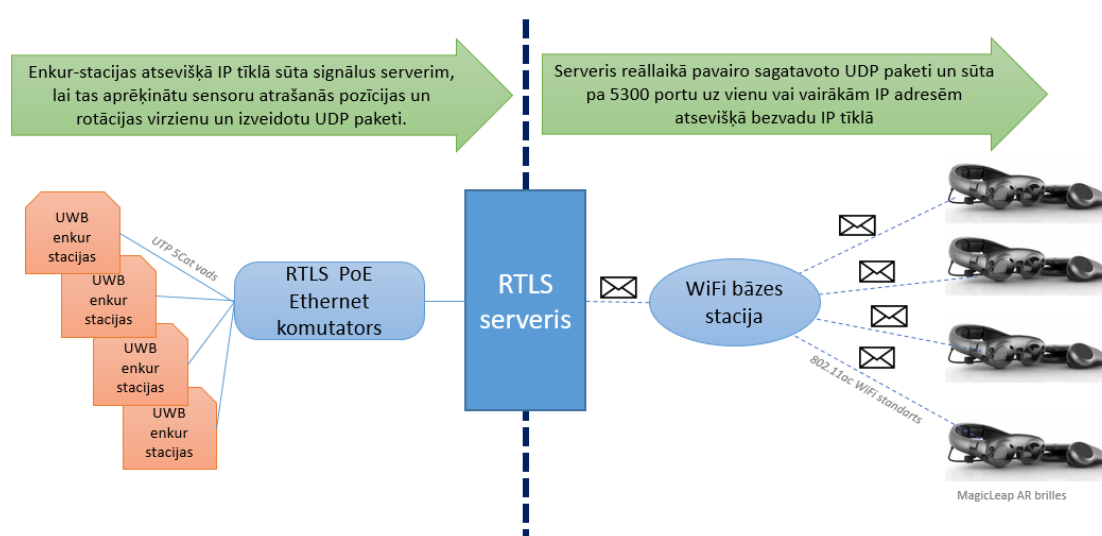 Enkur-stacijas atsevišķā IP tīklā sūta signālus serverim,
lai tas aprēķinātu sensoru atrašanās pozīcijas un
rotācijas virzienu un izveidotu UDP paketi.
Serveris reāllaikā pavairo sagatavoto UDP paketi un sūta
pa 5300 portu uz vienu vai vairākām IP adresēm
atsevišķā bezvadu IP tīklā
UWB
enkur
stacijas
UWB
enkur
stacijas
UWB
enkur
stacijas
UWB
enkur
stacijas
UTP 5Cat vads
RTLS PoE
Ethernet
komutators
RTLS
serveris
WiFi bāzes
stacija
802.11ac WiFi standarts
MagicLeap AR brilles